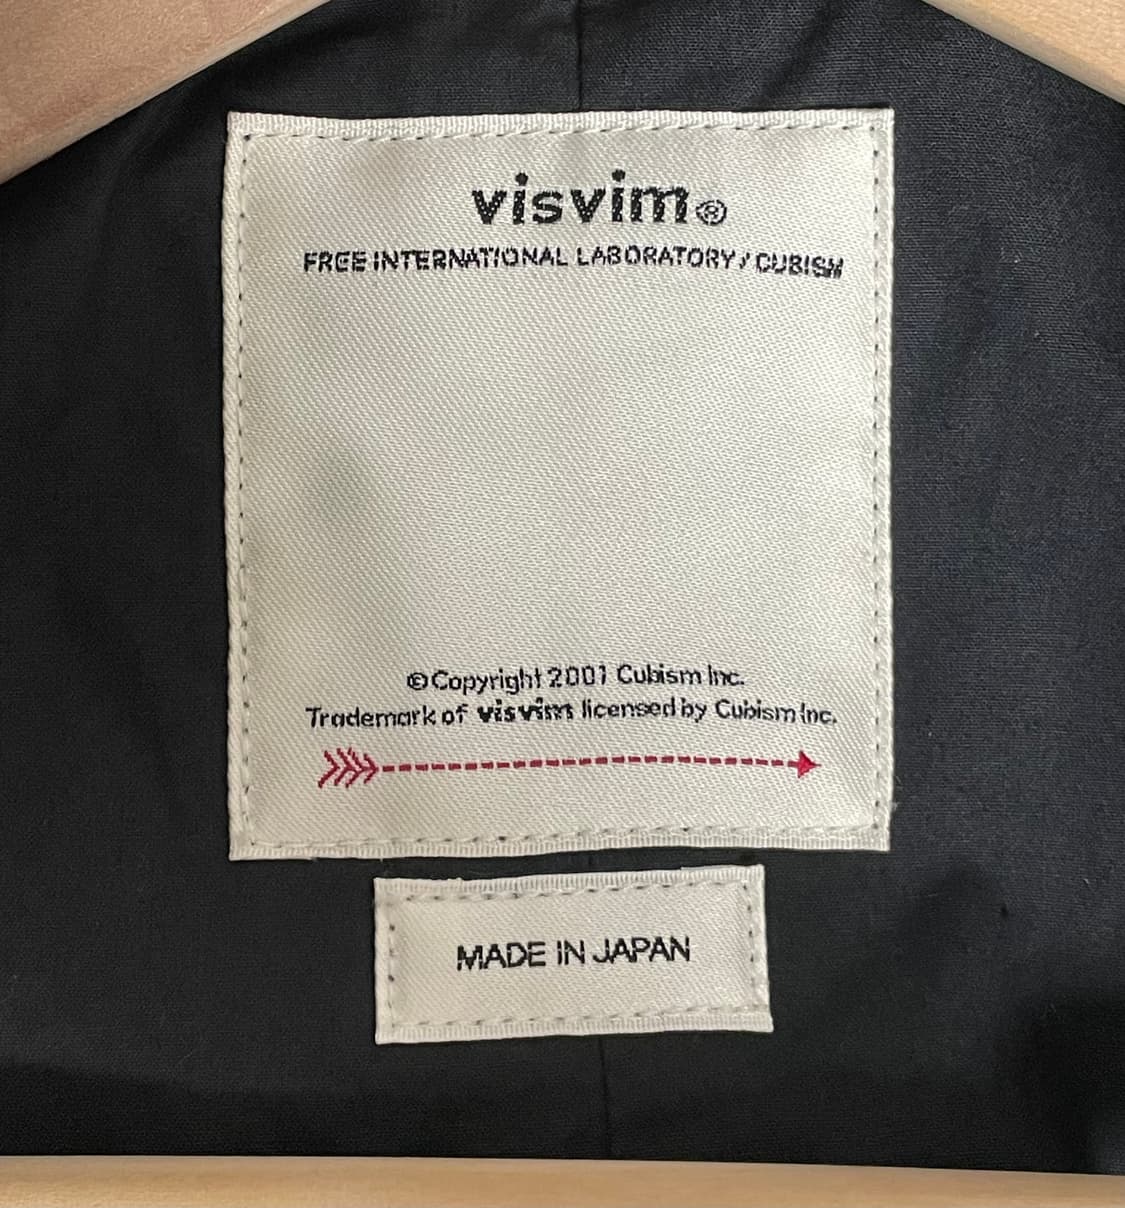 visvim®
FREE INTERNATIONAL LABORATORY / CUBISM
©Copyright 2001 Cubism Inc.
Trademark of visvim licensed by Cubism Inc.
MADE IN JAPAN